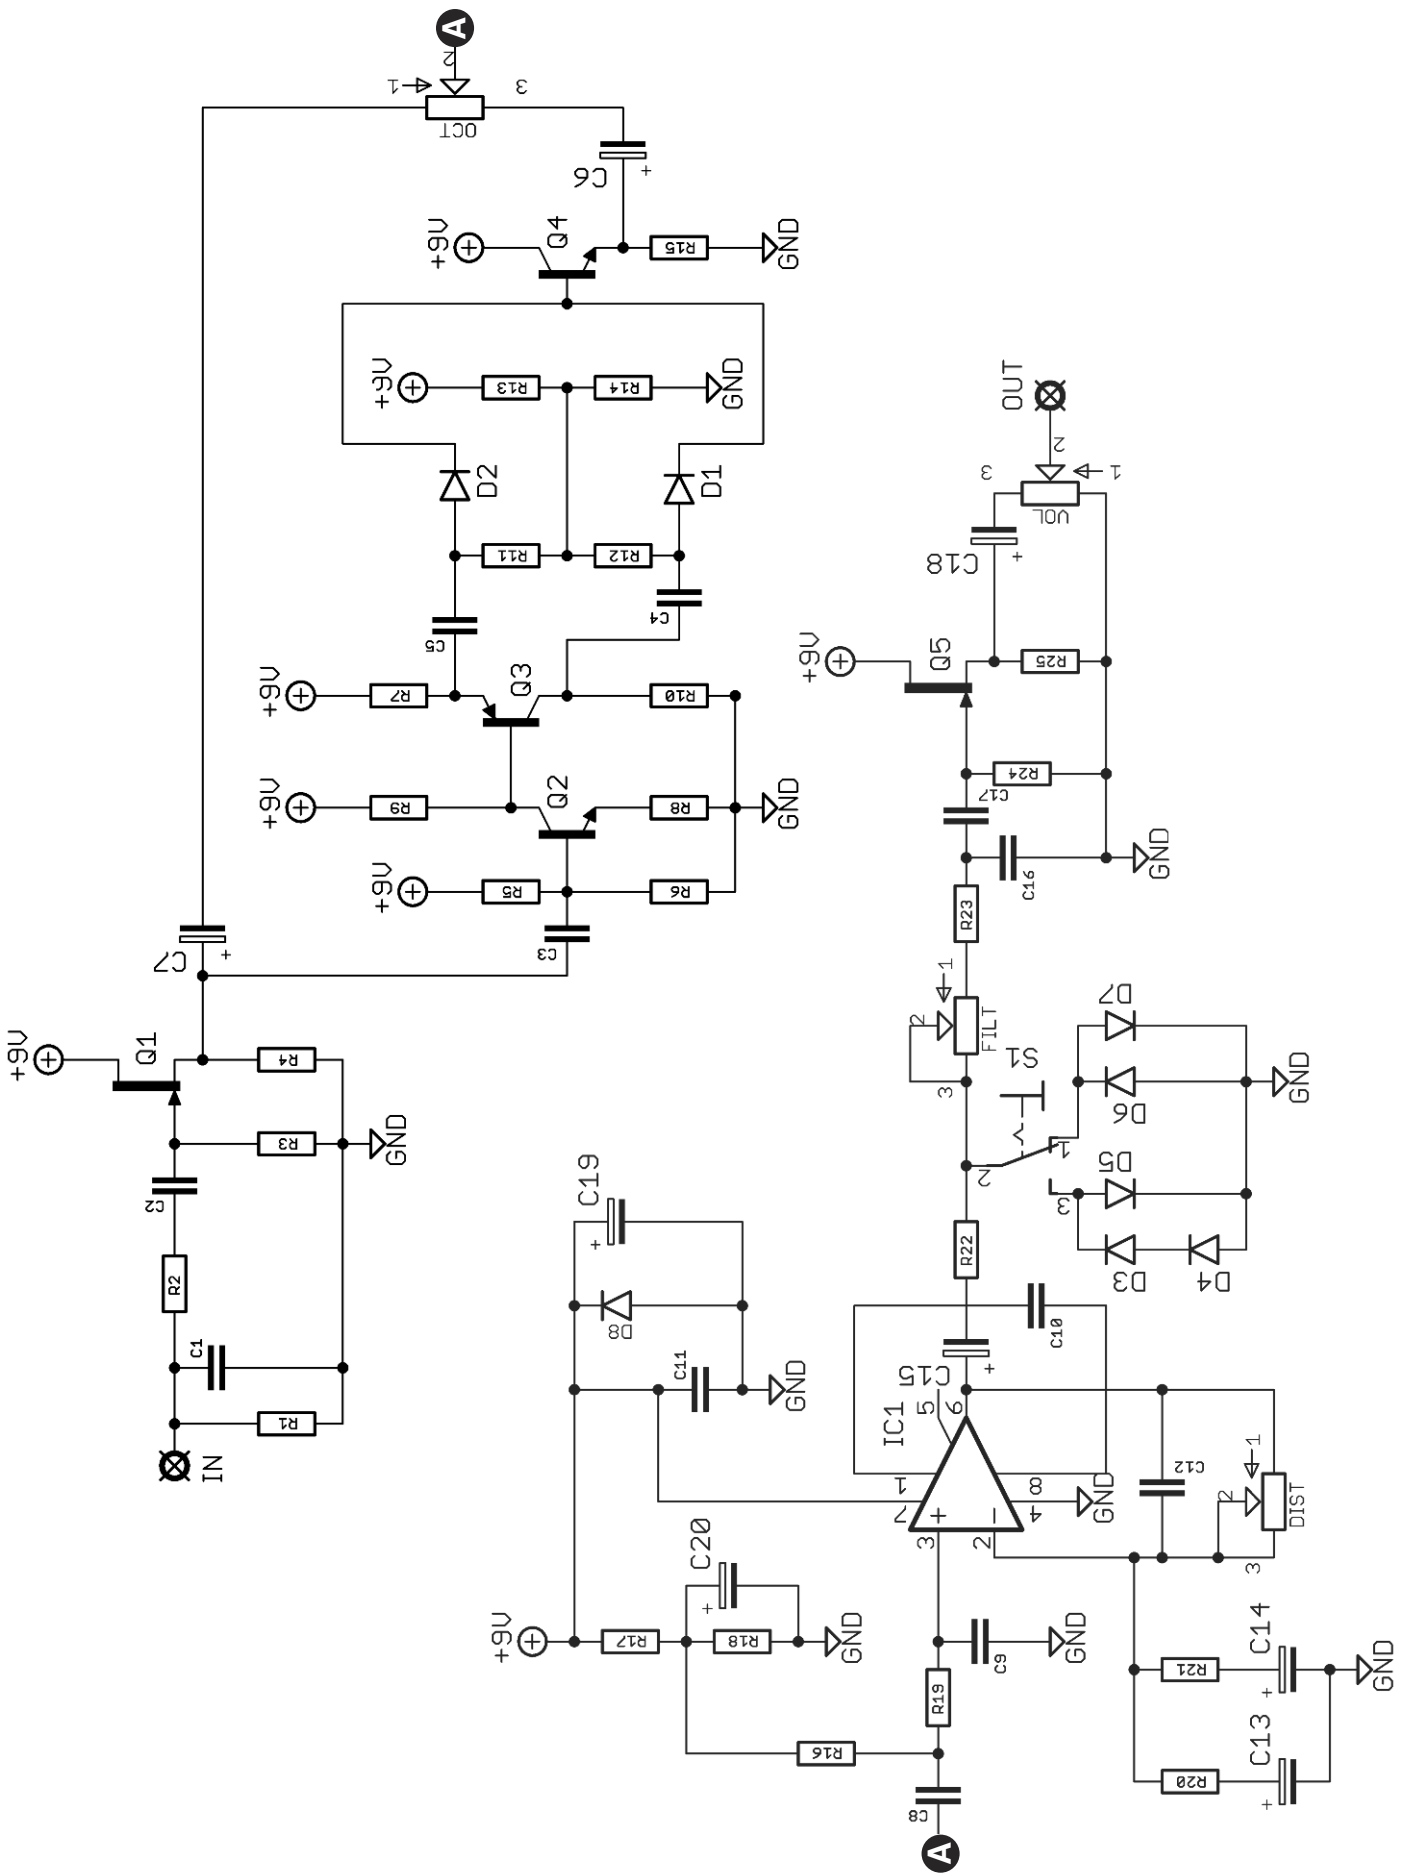 A
2
1
3
OCT
C6
+9V
Q4
R15
GND
+9V
R13
R14
GND
D2
D1
R11
R12
C5
C4
+9V
R7
Q3
R10
+9V
R9
Q2
R8
GND
+9V
R5
R6
C3
C7
+9V
Q1
R4
R3
GND
C2
R2
C1
R1
IN
OUT
2
3
1
VOL
C18
+9V
Q5
R25
R24
C17
C16
GND
R23
1
2
FILT
3
S1
D7
D6
GND
1
2
D5
3
D3
D4
R22
C19
D8
C11
GND
C10
C15
IC1
5
6
1
7
8
4
GND
+
-
3
2
C12
1
2
DIST
3
C20
+9V
R17
R18
GND
C9
GND
R19
R16
C8
A
R21
C14
GND
R20
C13